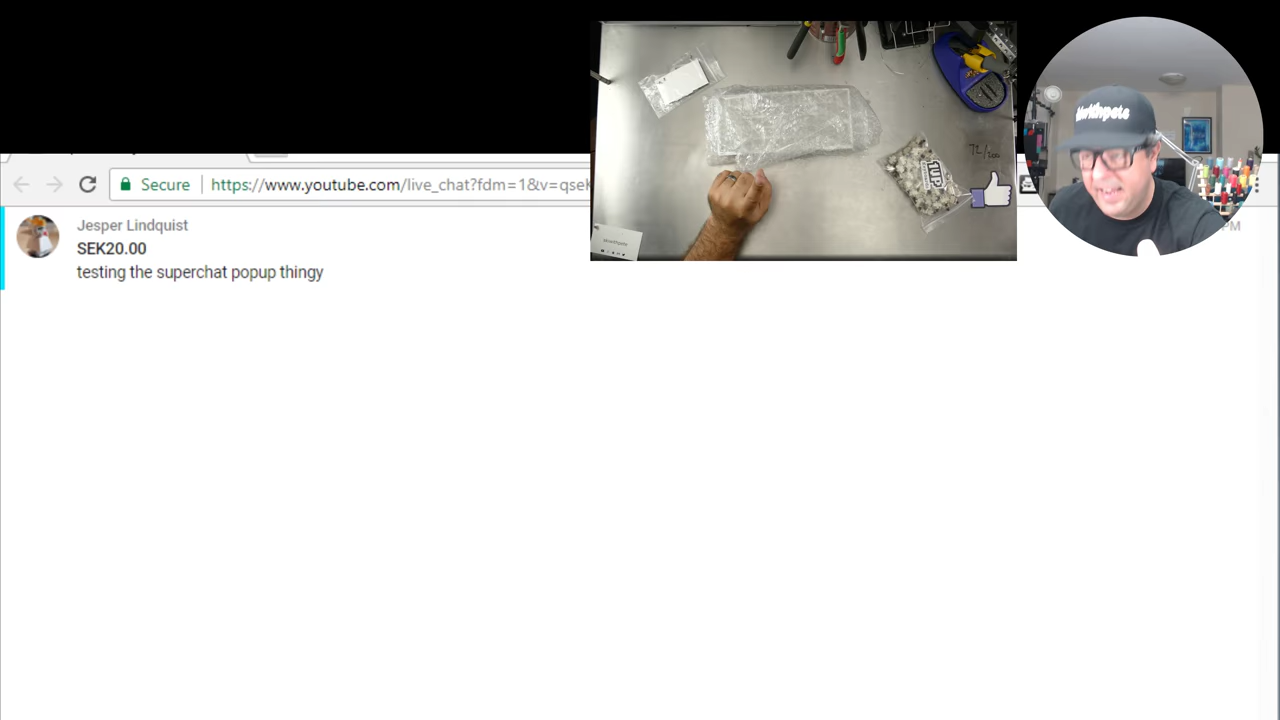 Secure
https://www.youtube.com/live_chat?fdm=1&v=qse
Jesper Lindquist
SEK20.00
testing the superchat popup thingy
PM
1UP